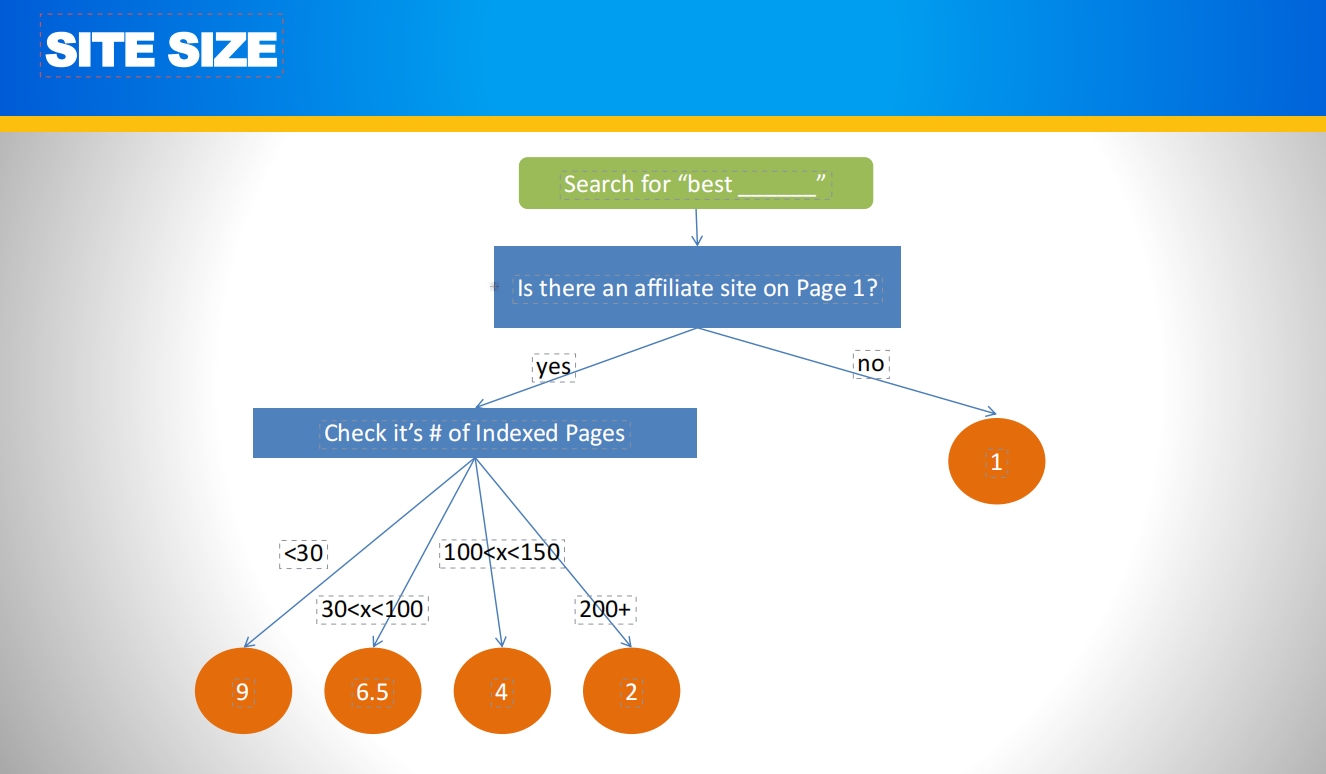 SITE SIZE
Search for “best _______”
Is there an affiliate site on Page 1?
yes
no
Check it’s # of Indexed Pages
1
<30
100<x<150
30<x<100
200+
9
6.5
4
2